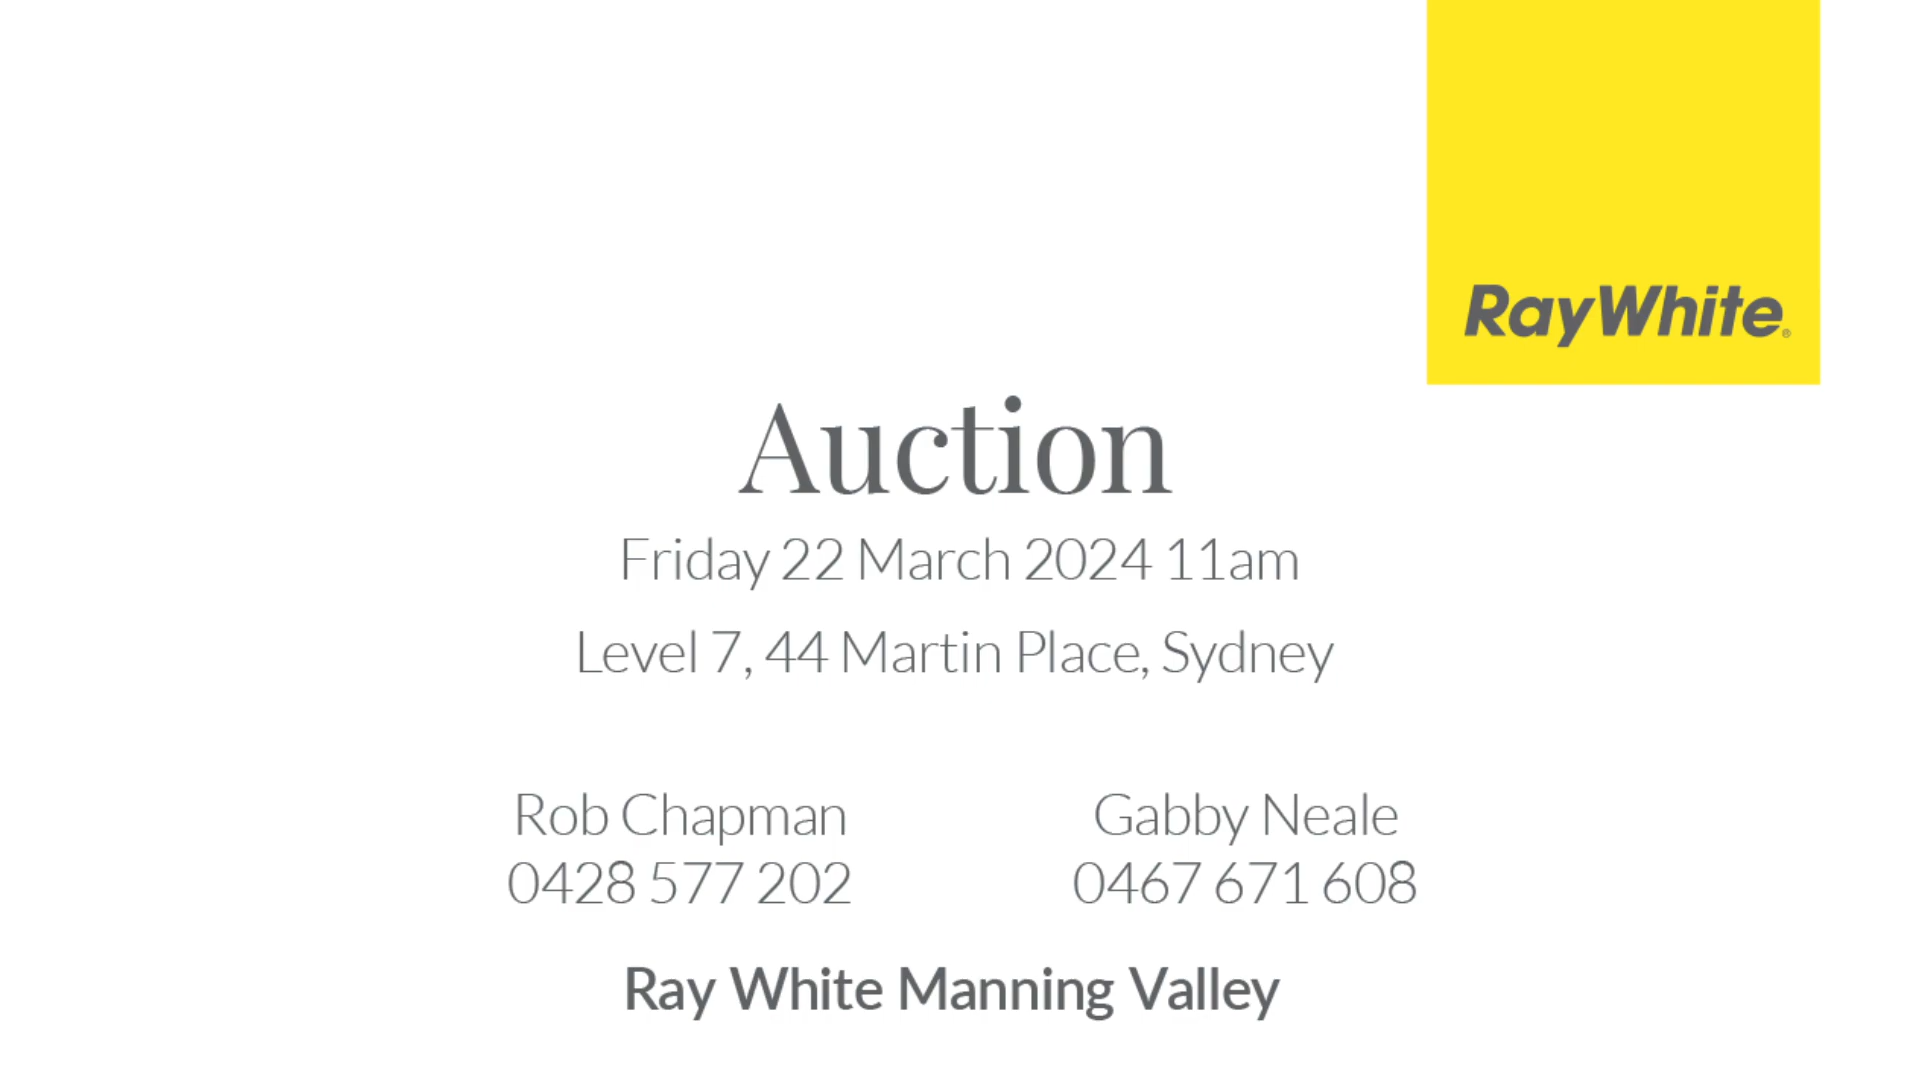 RayWhite®
Auction
Friday 22 March 2024 11am
Level 7, 44 Martin Place, Sydney
Rob Chapman
0428 577 202
Gabby Neale
0467 671 608
Ray White Manning Valley